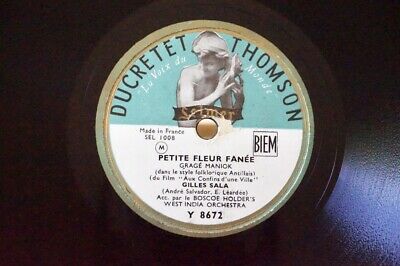 DUCRETET THOMSON
La Voix du Monde
Selmer
Made in France
SEL 1008
M
BIEM
PETITE FLEUR FANÉE
GRAGÉ MANIOK
(dans le style folklorique Antillais)
(du Film "Aux Confins d'une Ville")
GILLES SALA
(André Salvador, E. Léardée)
Acc. par le BOSCOE HOLDER'S
WEST INDIA ORCHESTRA
Y 8672